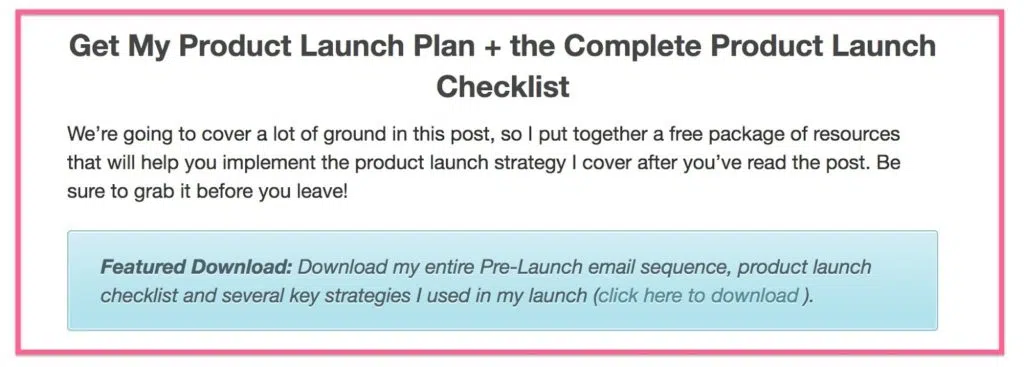 Get My Product Launch Plan + the Complete Product Launch
Checklist
We’re going to cover a lot of ground in this post, so I put together a free package of resources
that will help you implement the product launch strategy I cover after you’ve read the post. Be
sure to grab it before you leave!
Featured Download: Download my entire Pre-Launch email sequence, product launch
checklist and several key strategies I used in my launch (click here to download ).